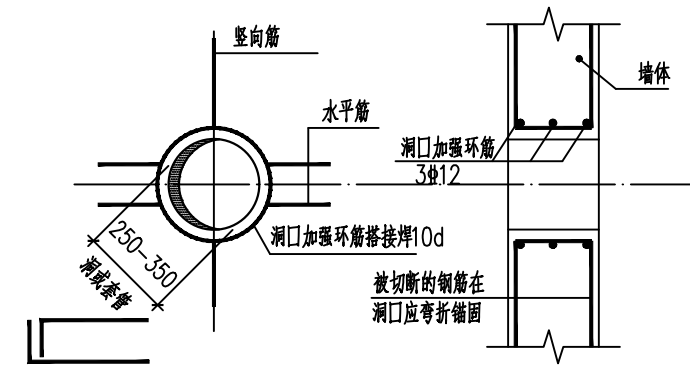 竖向筋
墙体
水平筋
洞口加强环筋
3Φ12
洞口加强环筋搭接焊10d
250-350
洞或套管
被切断的钢筋在
洞口应弯折锚固